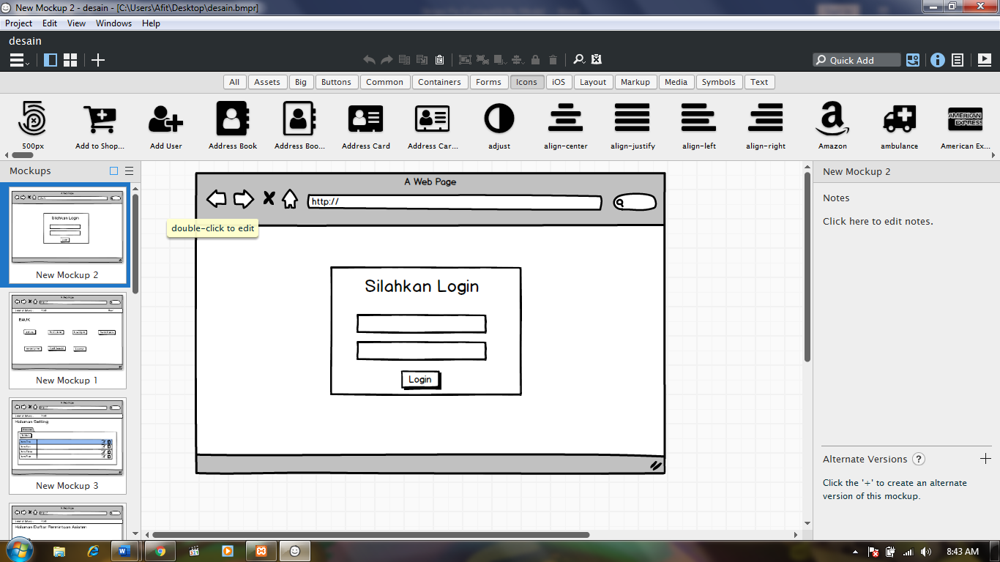 New Mockup 2 - desain - [C:\Users\Afit\Desktop\desain.bmpr]
Project Edit View Windows Help
desain
Quick Add
All Assets Big Buttons Common Containers Forms Icons iOS Layout Markup Media Symbols Text
AMERICAN EXPRESS
500px Add to Shop... Add User Address Book Address Boo... Address Card Address Car... adjust align-center align-justify align-left align-right Amazon ambulance American Ex...
Mockups
New Mockup 2
New Mockup 1
New Mockup 3
Silahkan Login
BAUK
Halaman Setting
Halaman Daftar Permintaan Asisten
A Web Page
http://
double-click to edit
Silahkan Login
Login
New Mockup 2
Notes
Click here to edit notes.
Alternate Versions ?
Click the '+' to create an alternate
version of this mockup.
8:43 AM